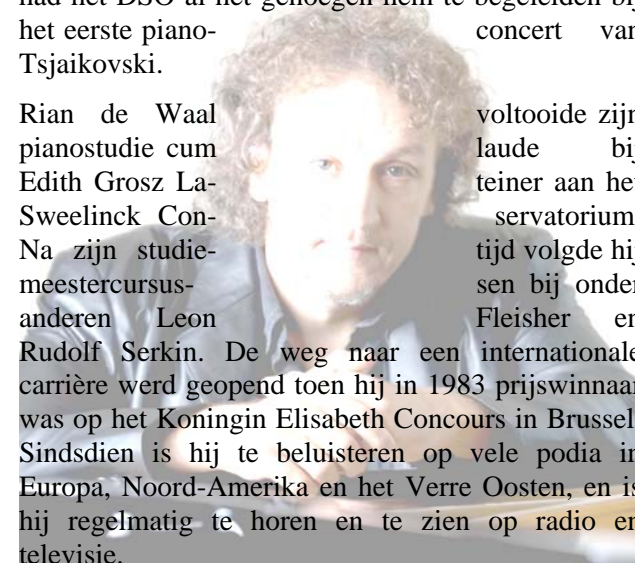 had het DSO al het genoegen hem te begeleiden bij
het eerste piano- concert van
Tsjaikovski.
Rian de Waal voltooide zijn
pianostudie cum laude bij
Edith Grosz La- teiner aan het
Sweelinck Con- servatorium.
Na zijn studie- tijd volgde hij
meestercursus- sen bij onder
anderen Leon Fleisher en
Rudolf Serkin. De weg naar een internationale
carrière werd geopend toen hij in 1983 prijswinnaar
was op het Koningin Elisabeth Concours in Brussel.
Sindsdien is hij te beluisteren op vele podia in
Europa, Noord-Amerika en het Verre Oosten, en is
hij regelmatig te horen en te zien op radio en
televisie.